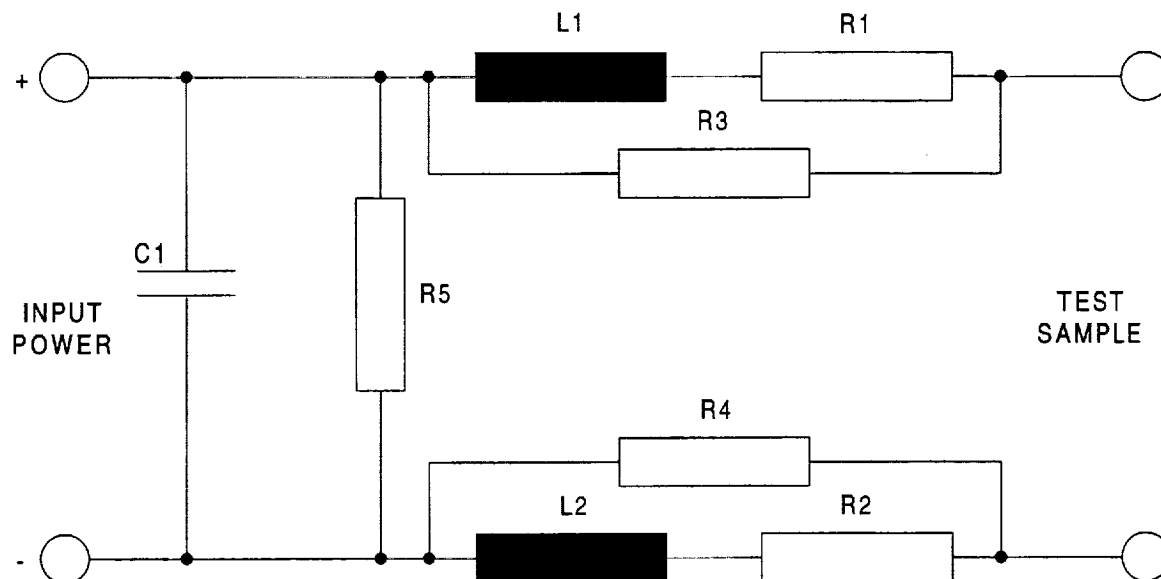 L1
R1
+
R3
C1
R5
INPUT
POWER
TEST
SAMPLE
R4
L2
R2
-